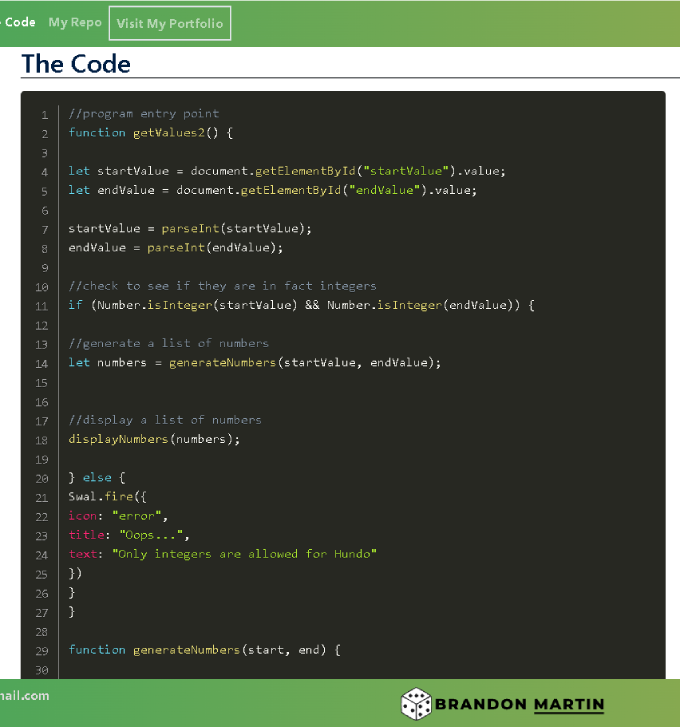 Code My Repo Visit My Portfolio
The Code
1 //program entry point
2 function getValues2() {
3
4 let startValue = document.getElementById("startValue").value;
5 let endValue = document.getElementById("endValue").value;
6
7 startValue = parseInt(startValue);
8 endValue = parseInt(endValue);
9
10 //check to see if they are in fact integers
11 if (Number.isInteger(startValue) && Number.isInteger(endValue)) {
12
13 //generate a list of numbers
14 let numbers = generateNumbers(startValue, endValue);
15
16
17 //display a list of numbers
18 displayNumbers(numbers);
19
20 } else {
21 Swal.fire({
22 icon: "error",
23 title: "Oops...",
24 text: "Only integers are allowed for Hundo"
25 })
26 }
27 }
28
29 function generateNumbers(start, end) {
30
nail.com
BRANDON MARTIN